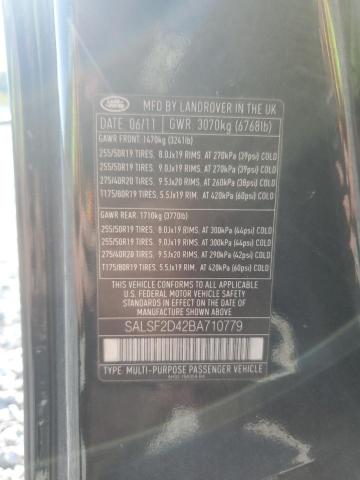 LAND ROVER
MFD BY LANDROVER IN THE UK
DATE 06/11 GWR: 3070kg (6768lb)
GAWR FRONT: 1470kg (3241lb)
255/50R19 TIRES. 8.0Jx19 RIMS. AT 270kPA (39psi) COLD
255/50R19 TIRES. 9.0Jx19 RIMS. AT 270kPA (39psi) COLD
275/40R20 TIRES. 9.5Jx20 RIMS. AT 260kPA (38psi) COLD
T175/80R19 TIRES. 5.5Jx19 RIMS. AT 420kPA (60psi) COLD
GAWR REAR: 1710kg (3770lb)
255/50R19 TIRES. 8.0Jx19 RIMS. AT 300kPA (44psi) COLD
255/50R19 TIRES. 9.0Jx19 RIMS. AT 300kPA (44psi) COLD
275/40R20 TIRES. 9.5Jx20 RIMS. AT 290kPA (42psi) COLD
T175/80R19 TIRES. 5.5Jx19 RIMS. AT 420kPA (60psi) COLD
THIS VEHICLE CONFORMS TO ALL APPLICABLE
U.S. FEDERAL MOTOR VEHICLE SAFETY, BUMPER AND
THEFT PREVENTION STANDARDS IN EFFECT ON
THE DATE OF MANUFACTURE SHOWN ABOVE
SALSF2D42BA710779
TYPE: MULTI-PURPOSE PASSENGER VEHICLE